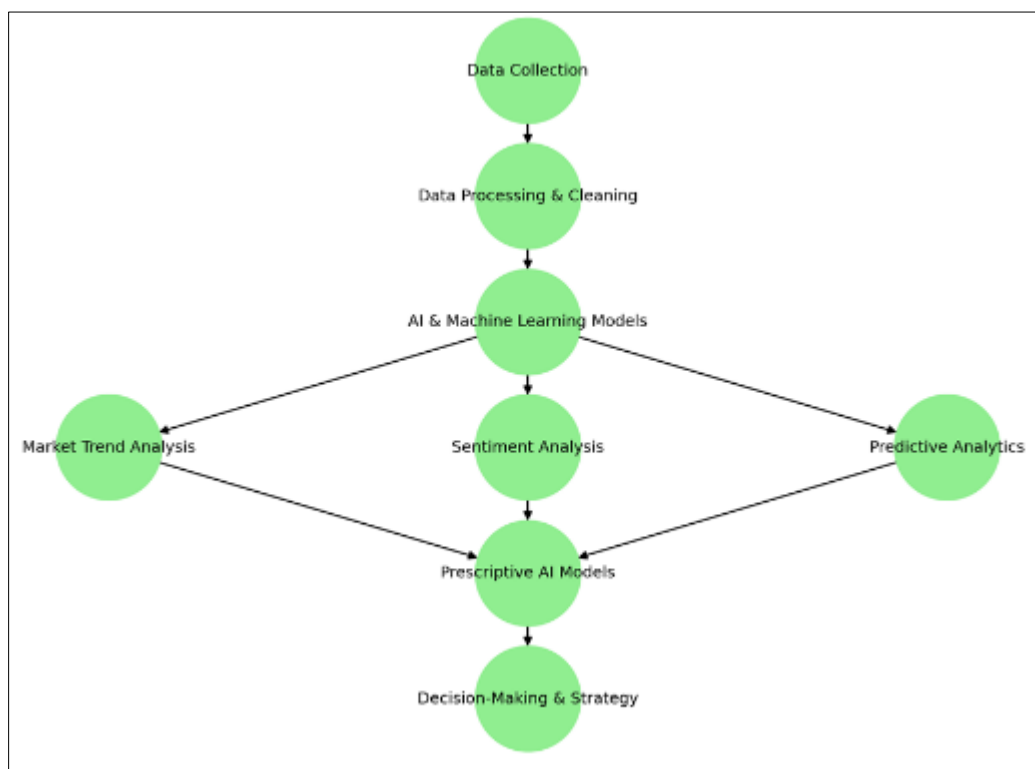 Data Collection
Data Processing & Cleaning
AI & Machine Learning Models
Market Trend Analysis
Sentiment Analysis
Predictive Analytics
Prescriptive AI Models
Decision-Making & Strategy